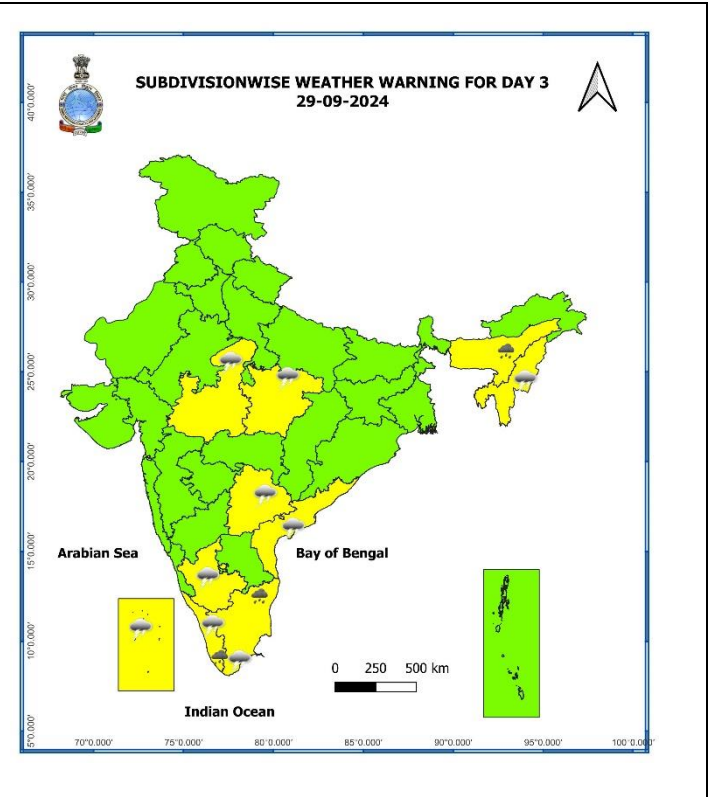 SUBDIVISIONWISE WEATHER WARNING FOR DAY 3
29-09-2024
40°0.000'
35°0.000'
30°0.000'
25°0.000'
20°0.000'
15°0.000'
10°0.000'
5°0.000'
Arabian Sea
Bay of Bengal
0 250 500 km
Indian Ocean
70°0.000' 75°0.000' 80°0.000' 85°0.000' 90°0.000' 95°0.000' 100°0.000'